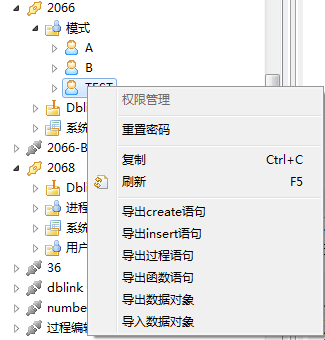 2066
模式
A
B
TEST
Dblink
系统
2066-B
2068
Dbl
进程
系统
用户
36
dblink
number
过程编辑
权限管理
重置密码
复制 Ctrl+C
刷新 F5
导出create语句
导出insert语句
导出过程语句
导出函数语句
导出数据对象
导入数据对象